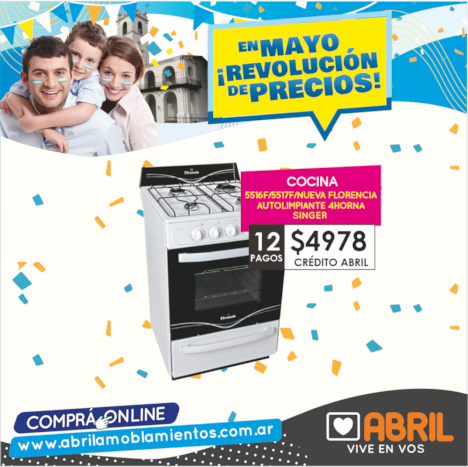 EN MAYO
¡REVOLUCIÓN
DE PRECIOS!
COCINA
5516F/5517F/NUEVA FLORENCIA
AUTOLIMPIANTE 4HORNA
SINGER
12
PAGOS
$4978
CRÉDITO ABRIL
COMPRÁ ONLINE
www.abrilamoblamientos.com.ar
ABRIL
VIVE EN VOS